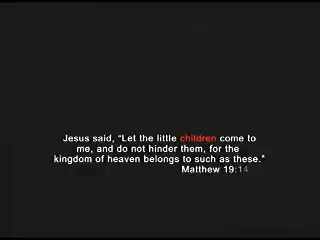 Jesus said, "Let the little children come to
me, and do not hinder them, for the
kingdom of heaven belongs to such as these."
Matthew 19:14